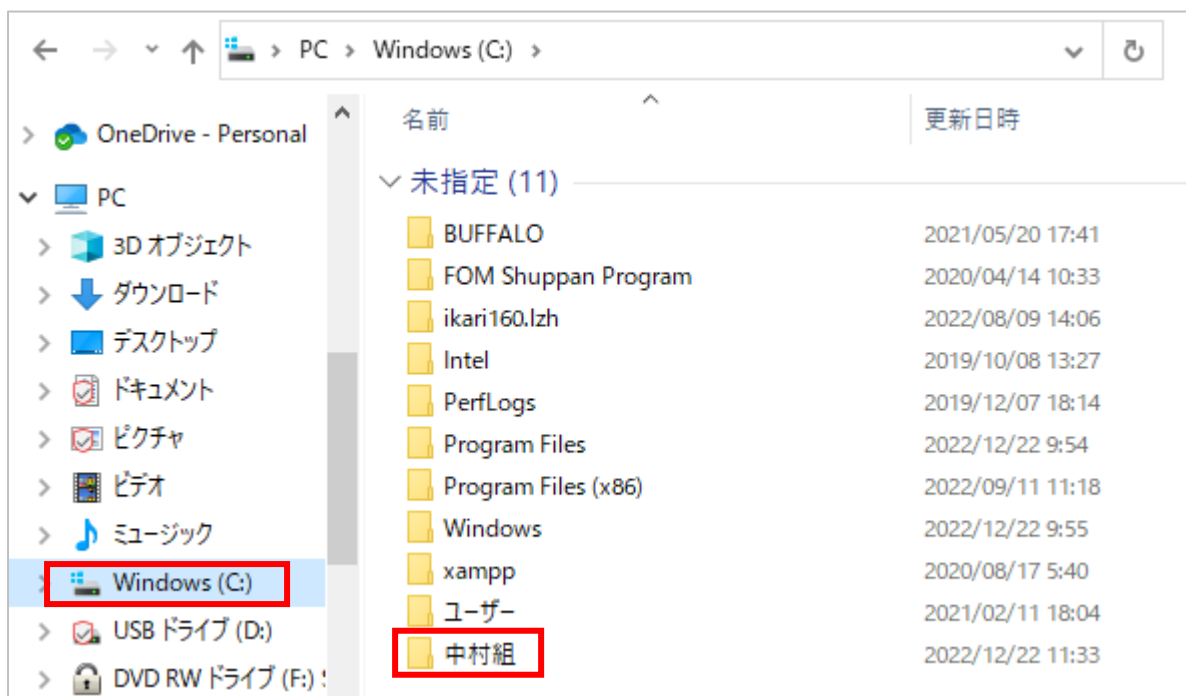 PC > Windows (C:) >
OneDrive - Personal
PC
3D オブジェクト
ダウンロード
デスクトップ
ドキュメント
ピクチャ
ビデオ
ミュージック
Windows (C:)
USB ドライブ (D:)
DVD RW ドライブ (F:)
名前 更新日時
未指定 (11)
BUFFALO 2021/05/20 17:41
FOM Shuppan Program 2020/04/14 10:33
ikari160.lzh 2022/08/09 14:06
Intel 2019/10/08 13:27
PerfLogs 2019/12/07 18:14
Program Files 2022/12/22 9:54
Program Files (x86) 2022/09/11 11:18
Windows 2022/12/22 9:55
xampp 2020/08/17 5:40
ユーザー 2021/02/11 18:04
中村組 2022/12/22 11:33